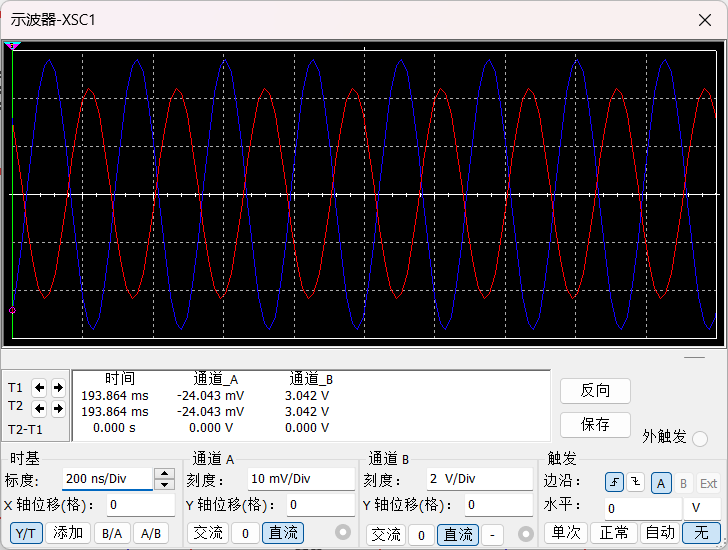 示波器-XSC1
时间 通道_A 通道_B
T1 193.864 ms -24.043 mV 3.042 V
T2 193.864 ms -24.043 mV 3.042 V
T2-T1 0.000 s 0.000 V 0.000 V
反向
保存
外触发
时基 通道 A 通道 B 触发
标度: 200 ns/Div 刻度: 10 mV/Div 刻度: 2 V/Div 边沿: A B Ext
X 轴位移(格): 0 Y 轴位移(格): 0 Y 轴位移(格): 0 水平: 0 V
Y/T 添加 B/A A/B 交流 0 直流 交流 0 直流 - 单次 正常 自动 无